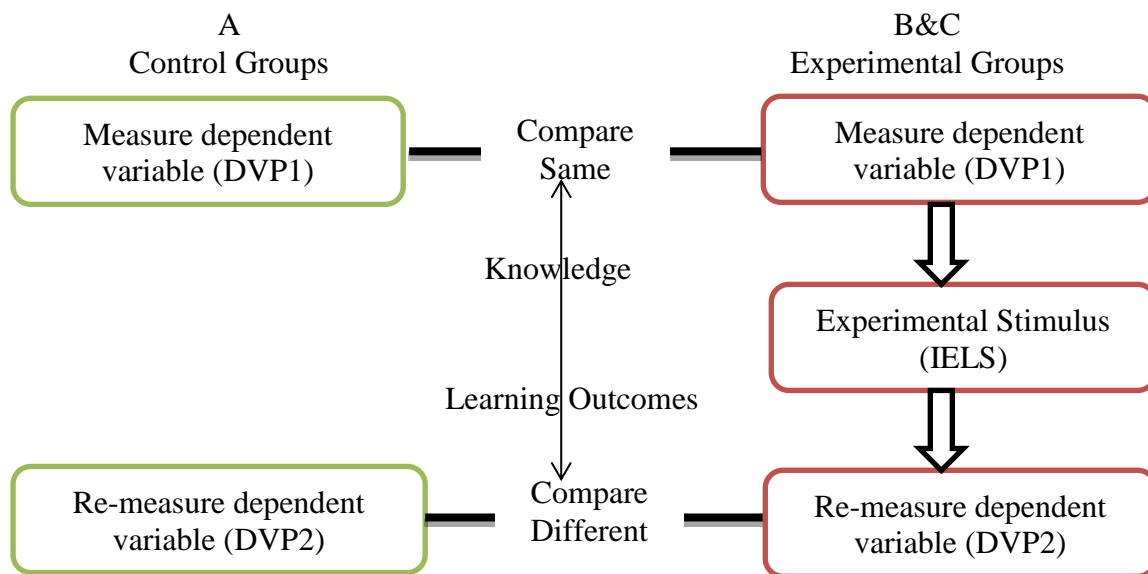 A
Control Groups
B&C
Experimental Groups
Measure dependent
variable (DVP1)
Compare
Same
Measure dependent
variable (DVP1)
Knowledge
Experimental Stimulus
(IELS)
Learning Outcomes
Re-measure dependent
variable (DVP2)
Compare
Different
Re-measure dependent
variable (DVP2)